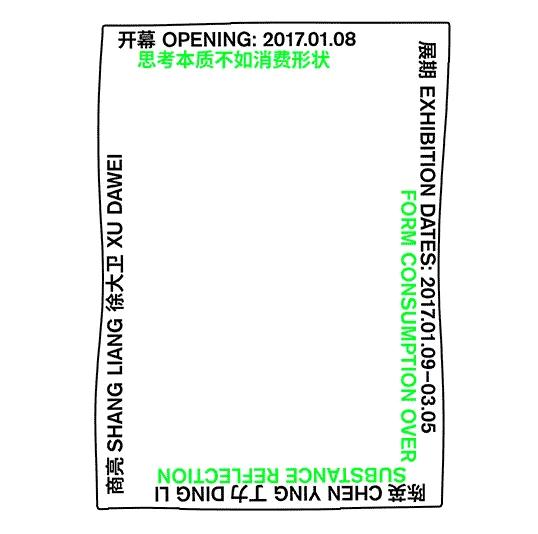 开幕 OPENING: 2017.01.08
思考本质不如消费形状
展期 EXHIBITION DATES: 2017.01.09–03.05
FORM CONSUMPTION OVER
SUBSTANCE REFLECTION
陈英 CHEN YING 丁力 DING LI
商亮 SHANG LIANG 徐大卫 XU DAWEI